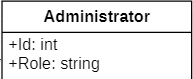 Administrator
+Id: int
+Role: string